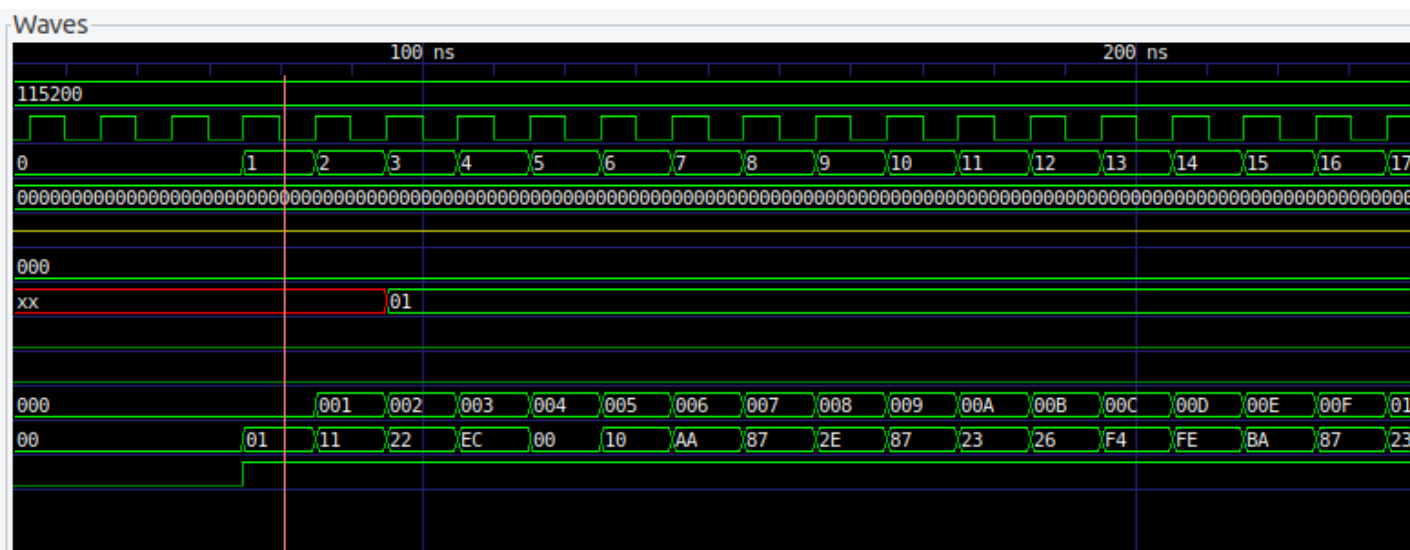 Waves
100 ns 200 ns
115200
0 1 2 3 4 5 6 7 8 9 10 11 12 13 14 15 16 17
000
xx 01
000 001 002 003 004 005 006 007 008 009 00A 00B 00C 00D 00E 00F 01
00 01 11 22 EC 00 10 AA 87 2E 87 23 26 F4 FE BA 87 23